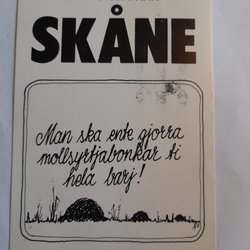 SKÅNE
Man ska ente gjorra
mollsyrtjabonkar ti
hela barj!